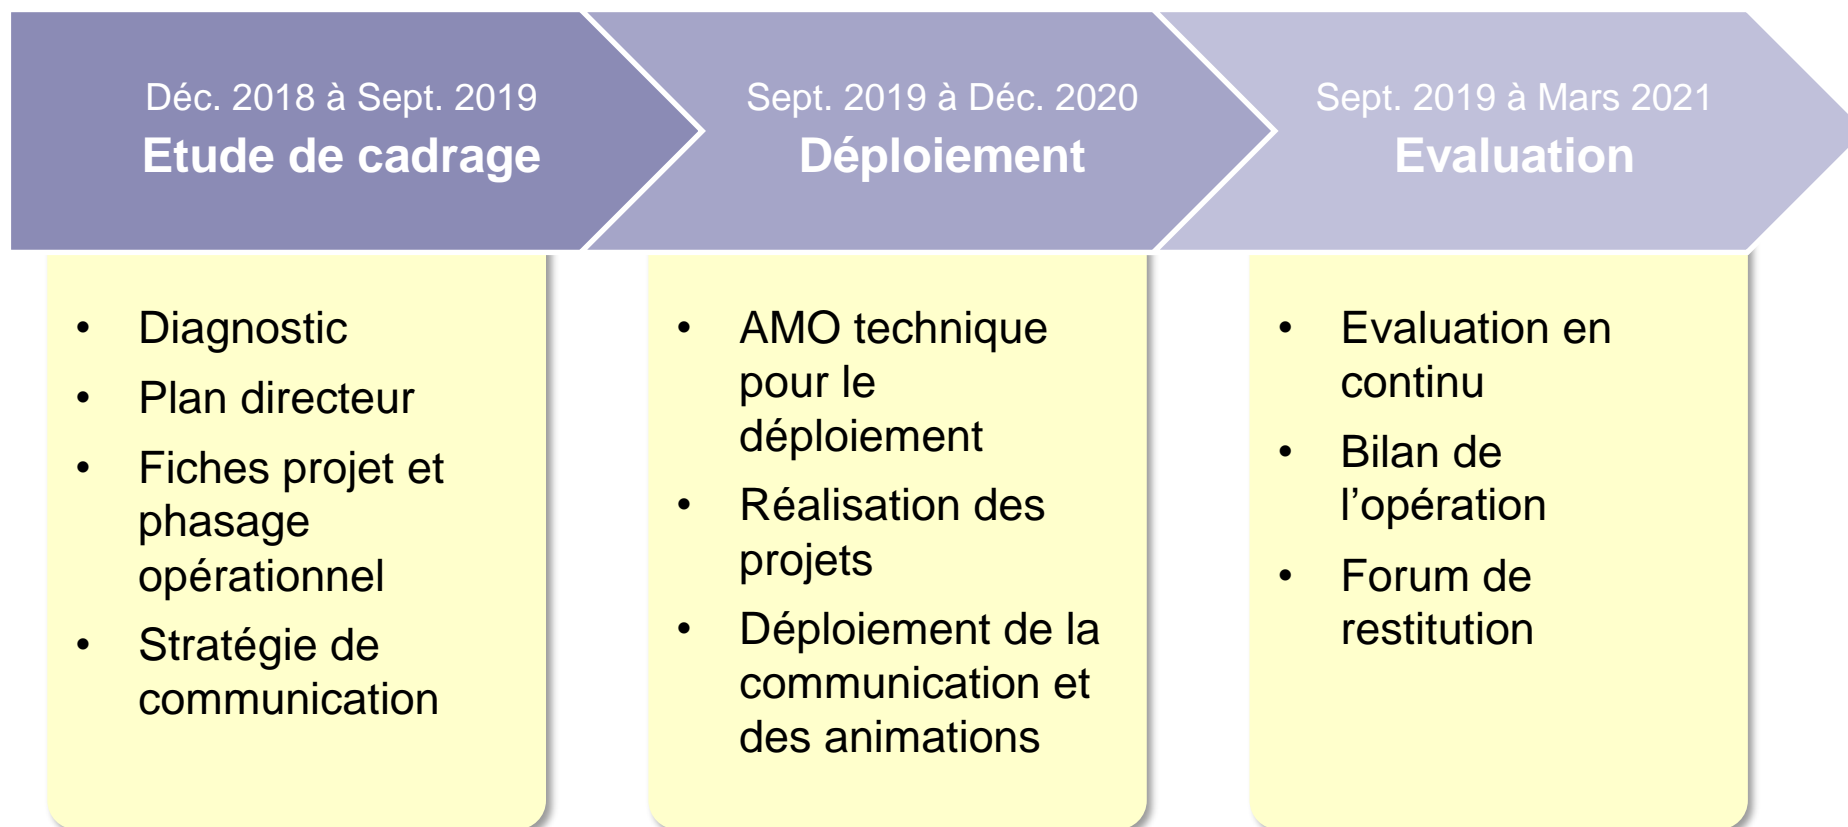 Déc. 2018 à Sept. 2019
Etude de cadrage
Sept. 2019 à Déc. 2020
Déploiement
Sept. 2019 à Mars 2021
Evaluation
• Diagnostic
• Plan directeur
• Fiches projet et
phasage
opérationnel
• Stratégie de
communication
• AMO technique
pour le
déploiement
• Réalisation des
projets
• Déploiement de la
communication et
des animations
• Evaluation en
continu
• Bilan de
l’opération
• Forum de
restitution